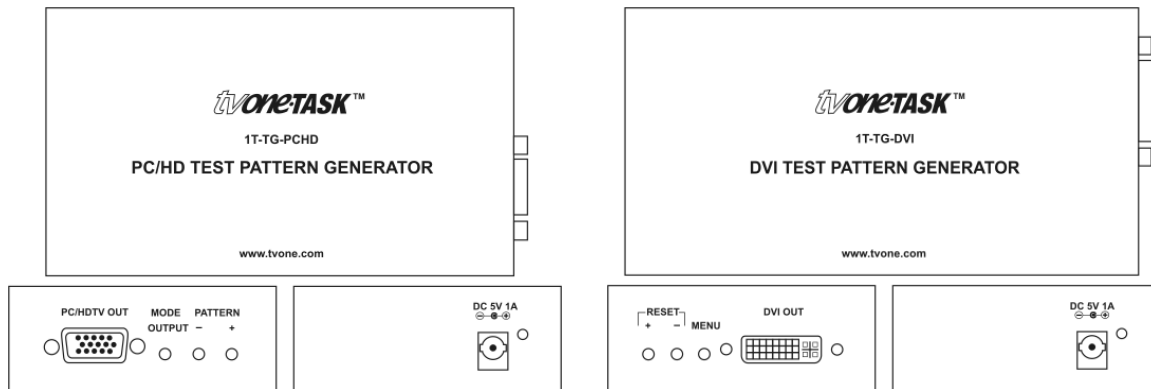 tvone-TASK™
1T-TG-PCHD
PC/HD TEST PATTERN GENERATOR
www.tvone.com
PC/HDTV OUT
MODE
OUTPUT
PATTERN
− +
DC 5V 1A
tvone-TASK™
1T-TG-DVI
DVI TEST PATTERN GENERATOR
www.tvone.com
RESET
+ −
MENU
DVI OUT
DC 5V 1A